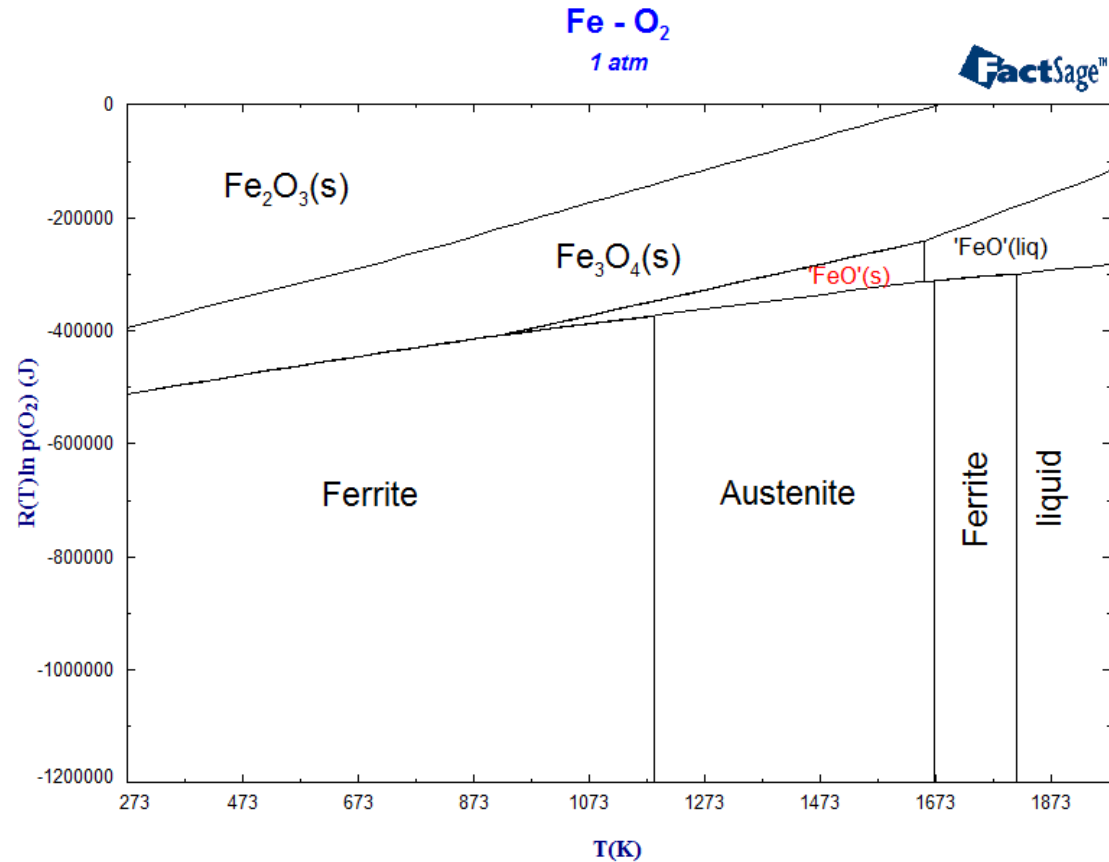 Fe - O₂
1 atm
FactSage™
R(T)ln p(O₂) (J)
0
-200000
-400000
-600000
-800000
-1000000
-1200000
Fe₂O₃(s)
Fe₃O₄(s)
'FeO'(liq)
'FeO'(s)
Ferrite
Austenite
Ferrite
liquid
273 473 673 873 1073 1273 1473 1673 1873
T(K)